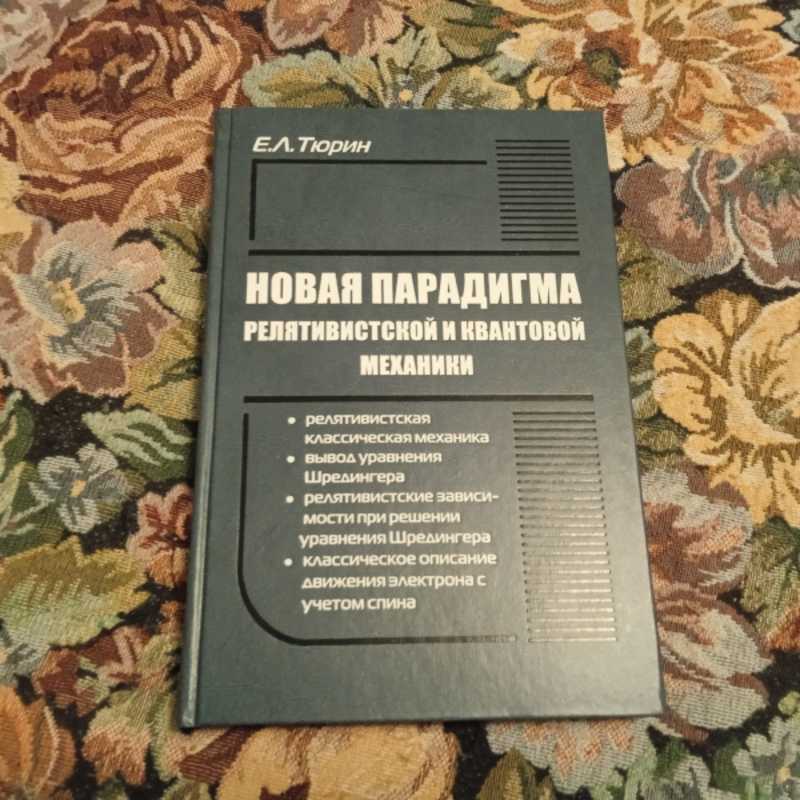 Е.Л.Тюрин
НОВАЯ ПАРАДИГМА
РЕЛЯТИВИСТСКОЙ И КВАНТОВОЙ
МЕХАНИКИ
• релятивистская
классическая механика
• вывод уравнения
Шредингера
• релятивистские зависи-
мости при решении
уравнения Шредингера
• классическое описание
движения электрона с
учетом спина